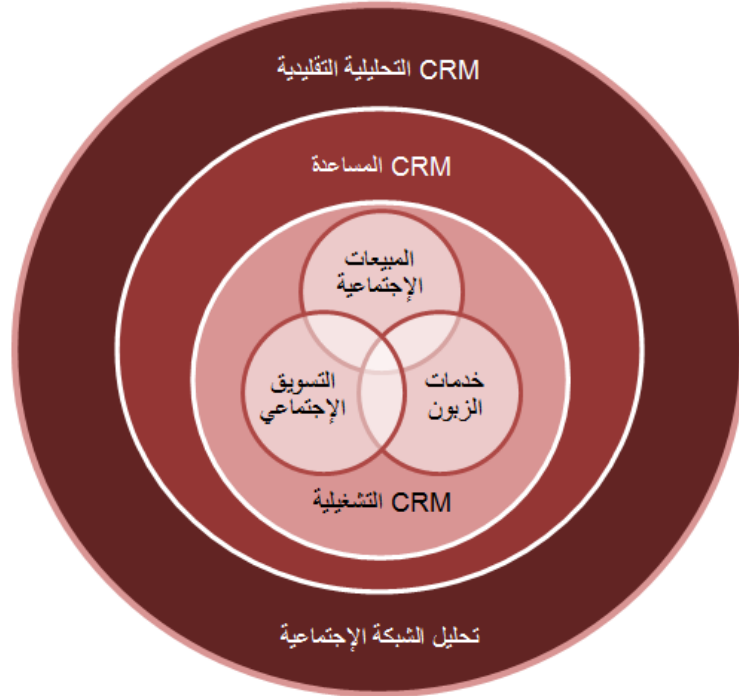 CRM التحليلية التقليدية
CRM المساعدة
المبيعات
الإجتماعية
التسويق
الإجتماعي
خدمات
الزبون
CRM التشغيلية
تحليل الشبكة الإجتماعية